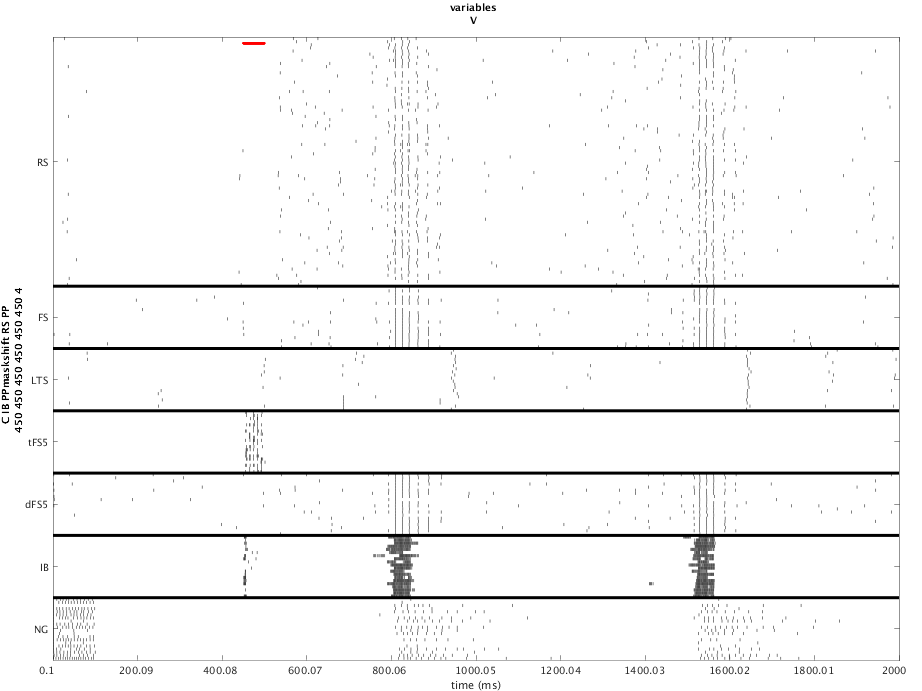 variables
V
C IB PPmaskshift RS PP
450 450 450 450 450 450 4
RS
FS
LTS
tFS5
dFS5
IB
NG
0.1 200.09 400.08 600.07 800.06 1000.05 1200.04 1400.03 1600.02 1800.01 2000
time (ms)